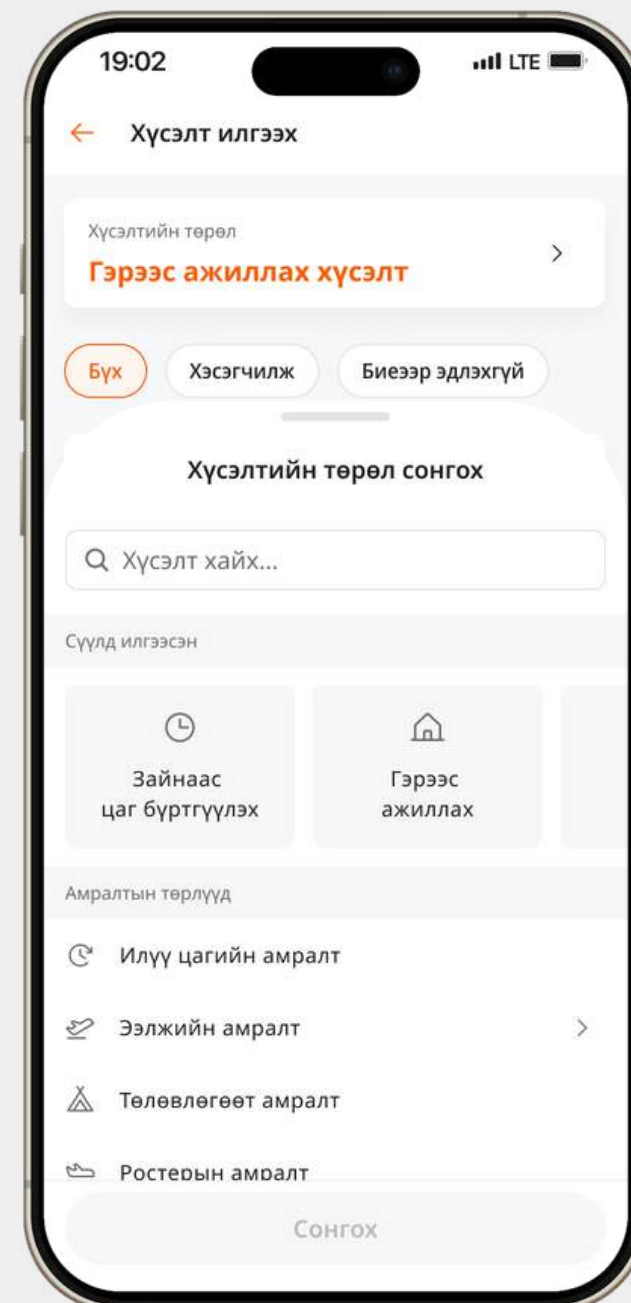 19:02
LTE
Хүсэлт илгээх
Хүсэлтийн төрөл
Гэрээс ажиллах хүсэлт
Бүх
Хэсэгчилж
Биеээр эдлэхгүй
Хүсэлтийн төрөл сонгох
Хүсэлт хайх...
Сүүлд илгээсэн
Зайнаас
цаг бүртгүүлэх
Гэрээс
ажиллах
Амралтын төрлүүд
Илүү цагийн амралт
Ээлжийн амралт
Төлөвлөгөөт амралт
Ростерын амралт
Сонгох